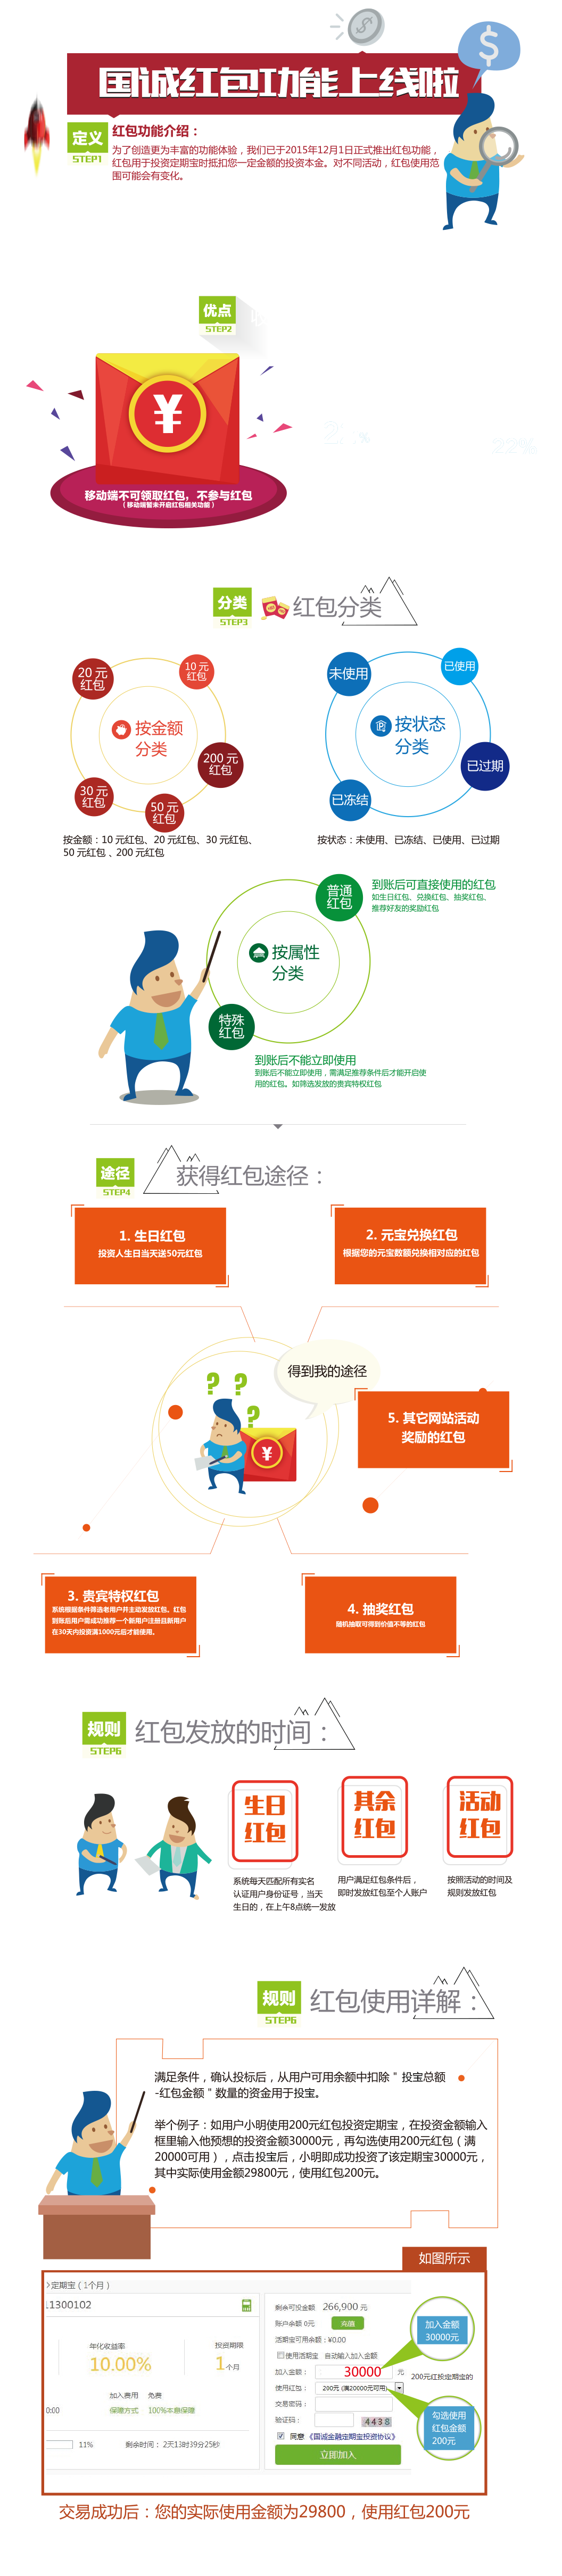 国诚红包功能上线啦
定义
STEP1
红包功能介绍：
为了创造更为丰富的功能体验，我们已于2015年12月1日正式推出红包功能，
红包用于投资定期宝时抵扣您一定金额的投资本金。对不同活动，红包使用范
围可能会有变化。
优点
STEP2
22%
¥
移动端不可领取红包，不参与红包
（移动端暂未开启红包相关功能）
分类
STEP3
红包分类
20 元
红包
10 元
红包
按金额
分类
200 元
红包
30 元
红包
50 元
红包
按金额：10 元红包、20 元红包、30 元红包、
50 元红包 、200 元红包
未使用
已使用
按状态
分类
已过期
已冻结
按状态：未使用、已冻结、已使用、已过期
普通
红包
到账后可直接使用的红包
如生日红包、兑换红包、抽奖红包、
推荐好友的奖励红包
按属性
分类
特殊
红包
到账后不能立即使用
到账后不能立即使用，需满足推荐条件后才能开启使
用的红包。如筛选发放的贵宾特权红包
途径
STEP4
获得红包途径：
1. 生日红包
投资人生日当天送50元红包
2. 元宝兑换红包
根据您的元宝数额兑换相对应的红包
得到我的途径
? ? ?
¥
5. 其它网站活动
奖励的红包
3. 贵宾特权红包
系统根据条件筛选老用户并主动发放红包，红包
到账后用户需成功推荐一个新用户注册且新用户
在30天内投资满1000元后才能使用。
4. 抽奖红包
随机抽取可得到价值不等的红包
规则
STEP6
红包发放的时间：
生日
红包
其余
红包
活动
红包
系统每天匹配所有实名
认证用户身份证号，当天
生日的，在上午8点统一发放
用户满足红包条件后，
即时发放红包至个人账户
按照活动的时间及
规则发放红包
规则
STEP6
红包使用详解：
满足条件，确认投标后，从用户可用余额中扣除＂投宝总额
-红包金额＂数量的资金用于投宝。
举个例子：如用户小明使用200元红包投资定期宝，在投资金额输入
框里输入他预想的投资金额30000元，再勾选使用200元红包（满
20000可用），点击投宝后，小明即成功投资了该定期宝30000元，
其中实际使用金额29800元，使用红包200元。
如图所示
定期宝（1个月）
11300102
年化收益率
10.00%
投资期限
1 个月
加入费用 免费
0:00
保障方式 100%本息保障
11%
剩余时间： 2天13时39分25秒
剩余可投金额 266,900 元
账户余额 0元
充值
活期宝可用余额：¥0.00
使用活期宝 自动输入加入金额
加入金额： 30000 元
使用红包： 200元 (满20000元可用)
200元红投定期宝的
交易密码：
验证码： 4438
同意 《国诚金融定期宝投资协议》
立即加入
加入金额
30000元
勾选使用
红包金额
200元
交易成功后：您的实际使用金额为29800，使用红包200元